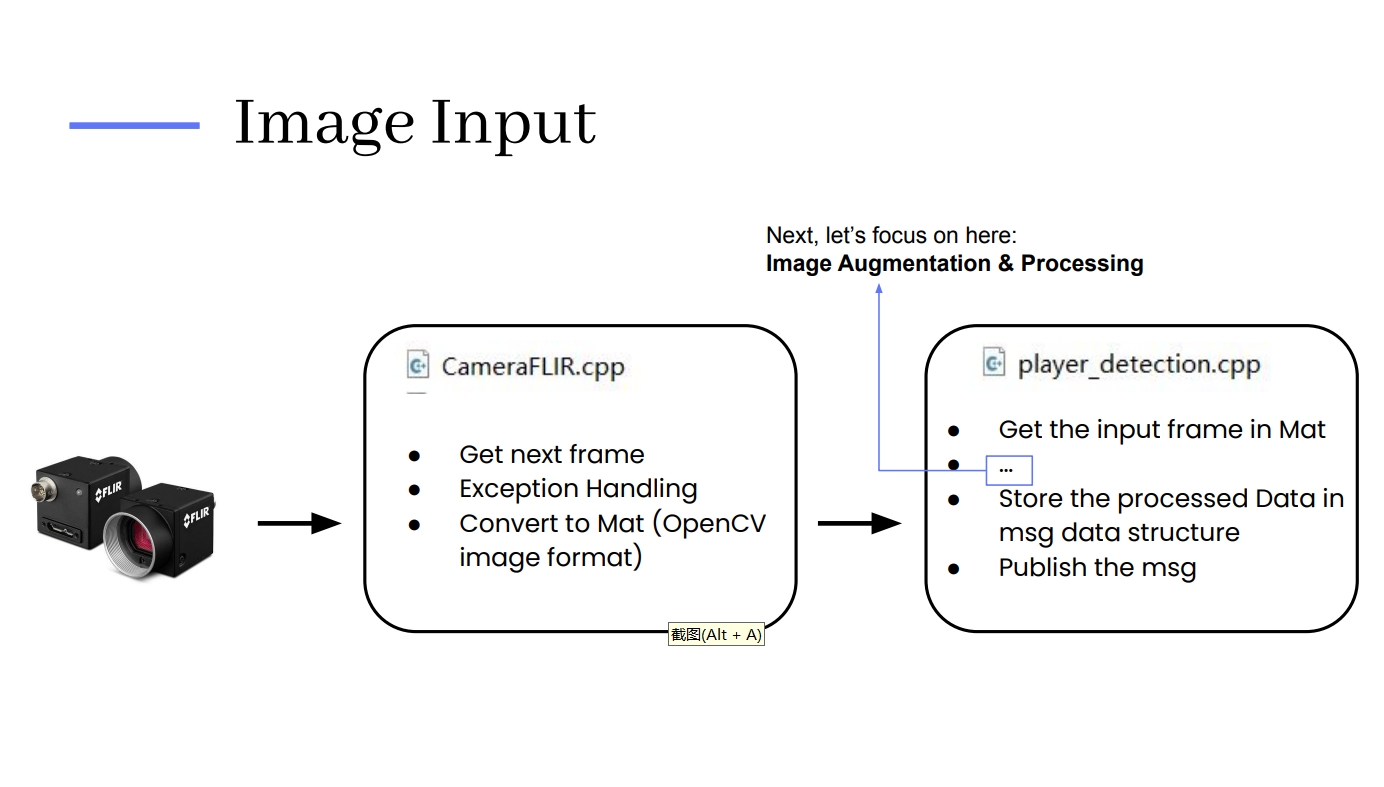 Image Input
Next, let's focus on here:
Image Augmentation & Processing
FLIR
FLIR
CameraFLIR.cpp
● Get next frame
● Exception Handling
● Convert to Mat (OpenCV
image format)
截图(Alt + A)
player_detection.cpp
● Get the input frame in Mat
● ...
● Store the processed Data in
msg data structure
● Publish the msg